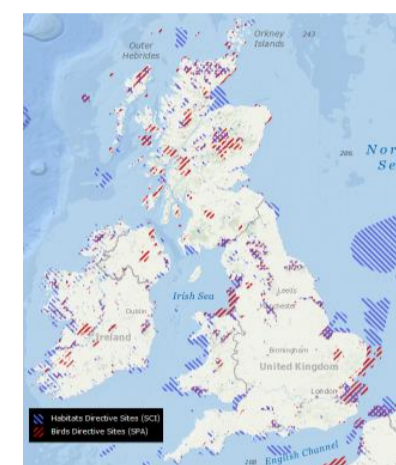 Outer
Hebrides
Orkney
Islands
243
Nor
Se
Irish Sea
Leeds
Manchester
Dublin
Ireland
Birmingham
United Kingdom
London
Habitats Directive Sites (SCI)
Birds Directive Sites (SPA)
English Channel